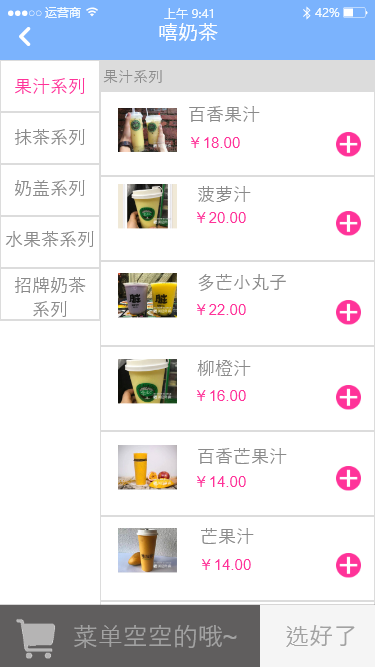 运营商 上午 9:41 42%
嘻奶茶
果汁系列
抹茶系列
奶盖系列
水果茶系列
招牌奶茶
系列
果汁系列
百香果汁
￥18.00
菠萝汁
￥20.00
多芒小丸子
￥22.00
柳橙汁
￥16.00
百香芒果汁
￥14.00
芒果汁
￥14.00
菜单空空的哦~
选好了